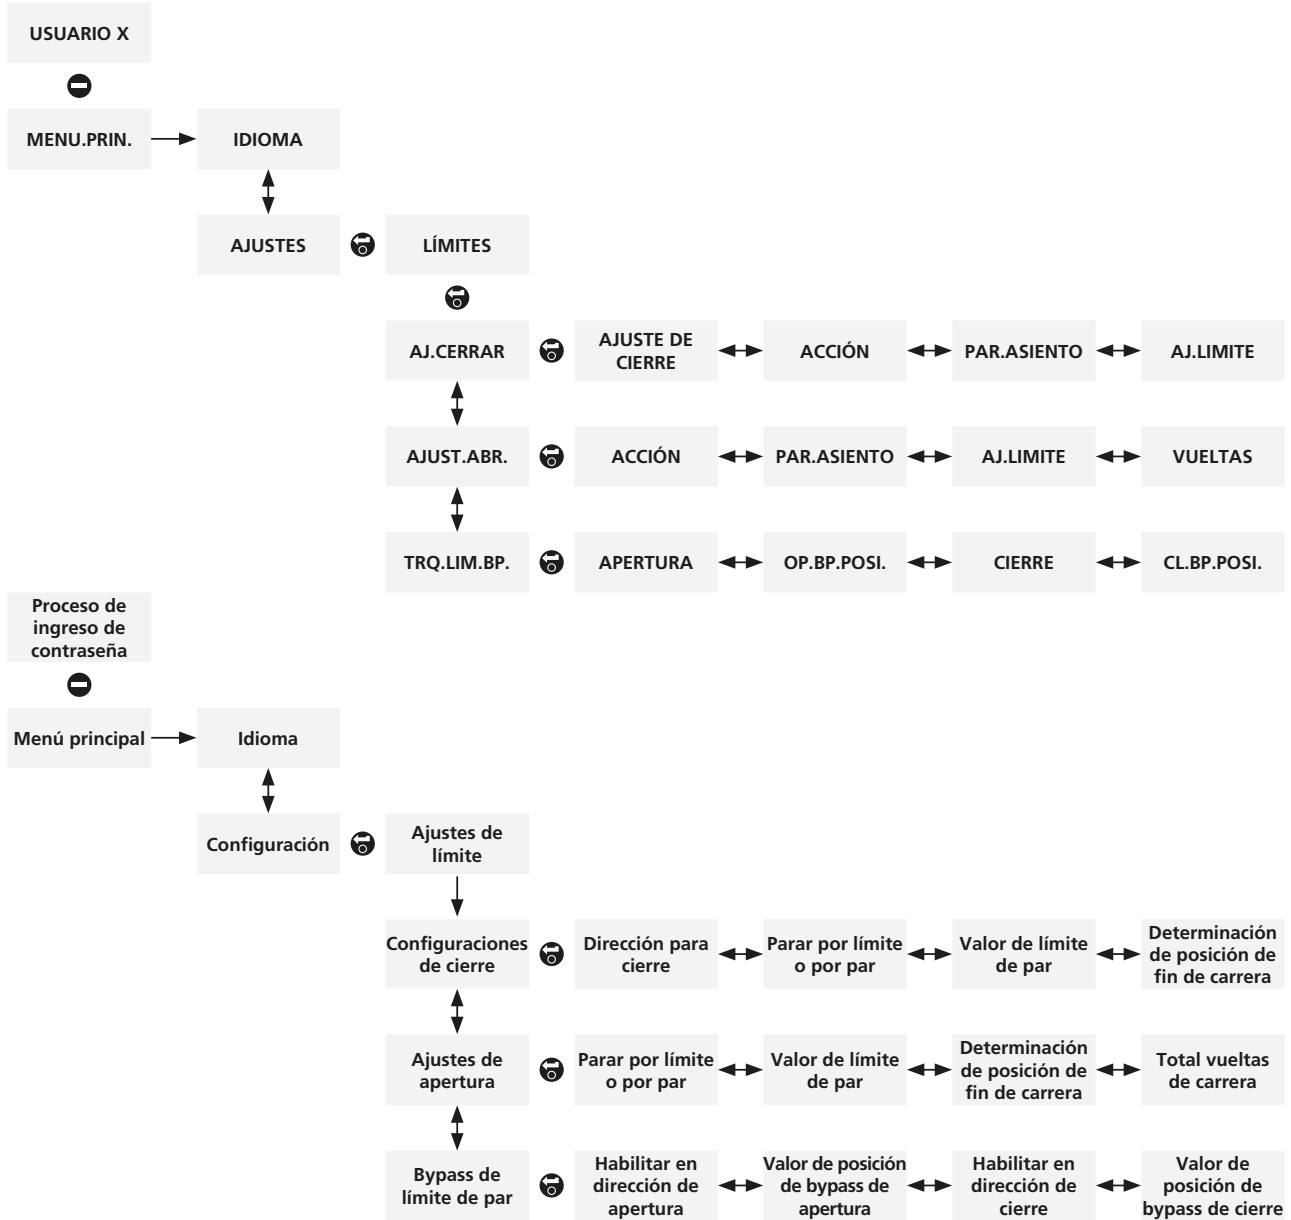 USUARIO X
MENU.PRIN.
IDIOMA
AJUSTES
LÍMITES
AJ.CERRAR
AJUSTE DE
CIERRE
ACCIÓN
PAR.ASIENTO
AJ.LIMITE
AJUST.ABR.
ACCIÓN
PAR.ASIENTO
AJ.LIMITE
VUELTAS
TRQ.LIM.BP.
APERTURA
OP.BP.POSI.
CIERRE
CL.BP.POSI.
Proceso de
ingreso de
contraseña
Menú principal
Idioma
Configuración
Ajustes de
límite
Configuraciones
de cierre
Dirección para
cierre
Parar por límite
o por par
Valor de límite
de par
Determinación
de posición de
fin de carrera
Ajustes de
apertura
Parar por límite
o por par
Valor de límite
de par
Determinación
de posición de
fin de carrera
Total vueltas
de carrera
Bypass de
límite de par
Habilitar en
dirección de
apertura
Valor de posición
de bypass de
apertura
Habilitar en
dirección de
cierre
Valor de
posición de
bypass de cierre